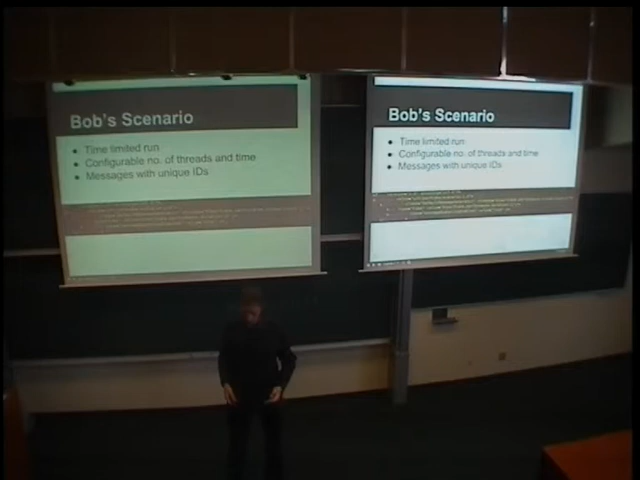 Bob's Scenario
• Time limited run
• Configurable no. of threads and time
• Messages with unique IDs
Bob's Scenario
• Time limited run
• Configurable no. of threads and time
• Messages with unique IDs